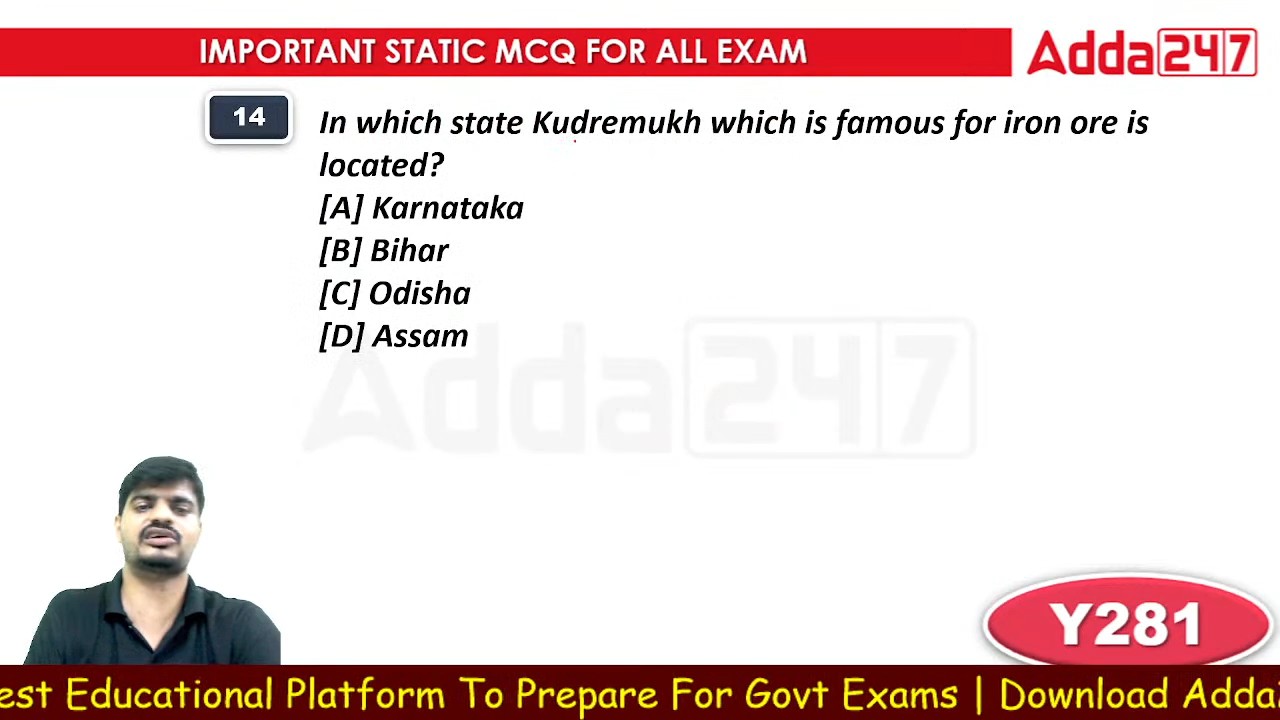 IMPORTANT STATIC MCQ FOR ALL EXAM
Adda247
14
In which state Kudremukh which is famous for iron ore is
located?
[A] Karnataka
[B] Bihar
[C] Odisha
[D] Assam
Adda247
Y281
est Educational Platform To Prepare For Govt Exams | Download Adda